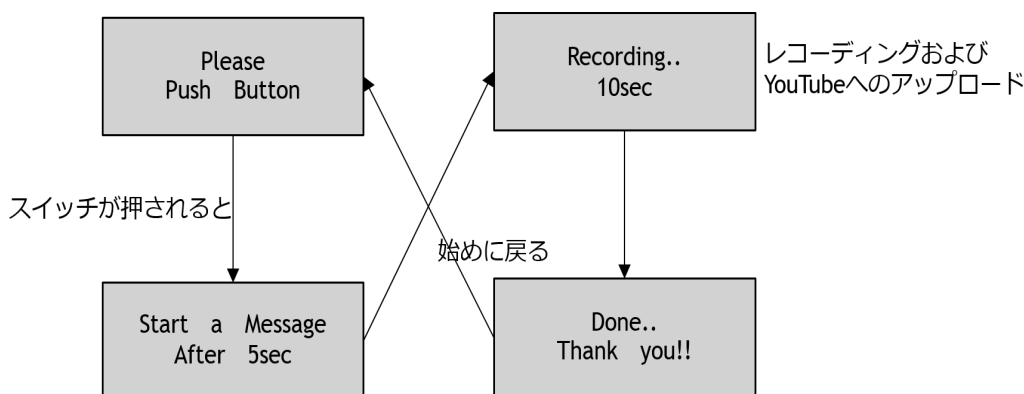 Please
Push Button
Recording..
10sec
レコーディングおよび
YouTubeへのアップロード
スイッチが押されると
始めに戻る
Start a Message
After 5sec
Done..
Thank you!!